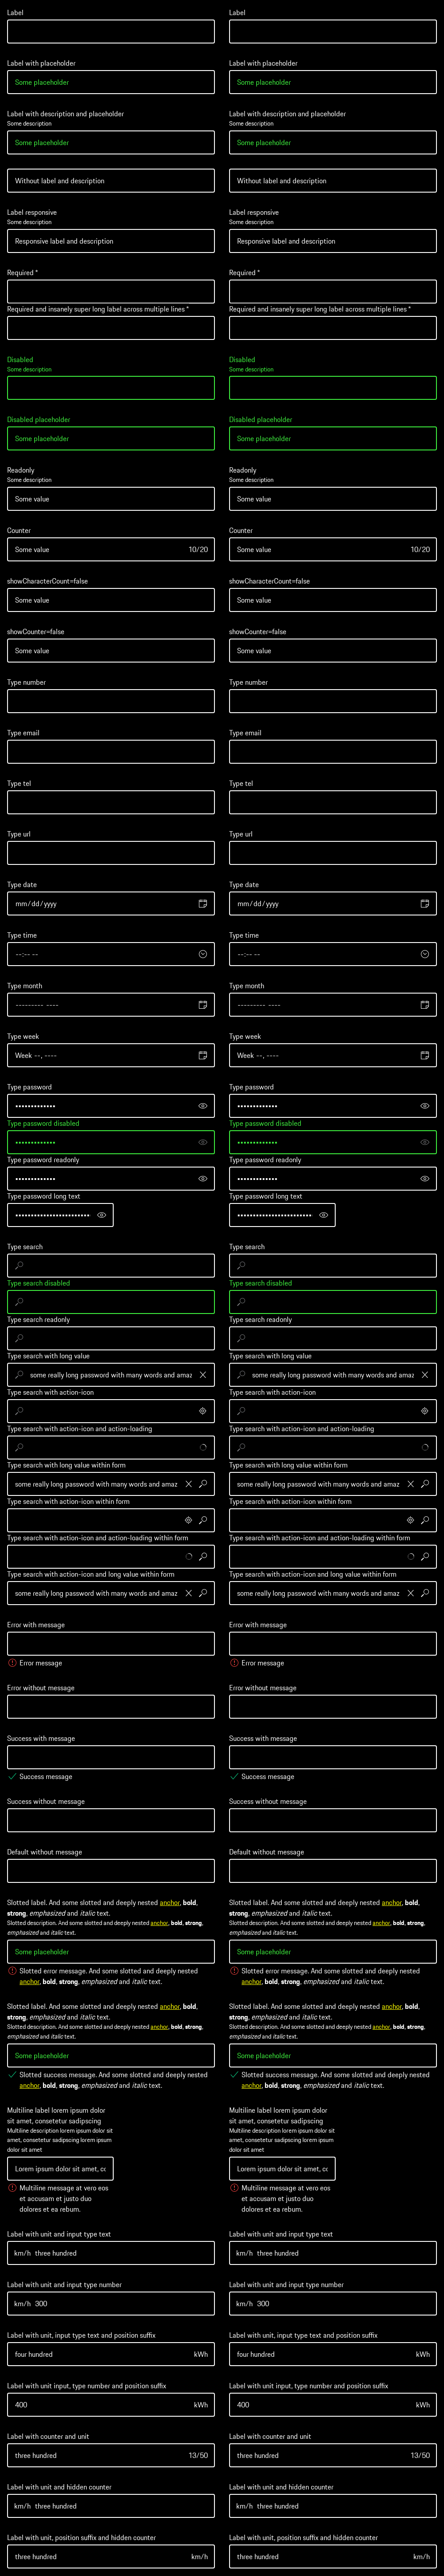 Label
Label with placeholder
Some placeholder
Label with description and placeholder
Some description
Some placeholder
Without label and description
Label responsive
Some description
Responsive label and description
Required *
Required and insanely super long label across multiple lines *
Disabled
Some description
Disabled placeholder
Some placeholder
Readonly
Some description
Some value
Counter
Some value 10/20
showCharacterCount=false
Some value
showCounter=false
Some value
Type number
Type email
Type tel
Type url
Type date
mm/dd/yyyy
Type time
--:-- --
Type month
--------- ----
Type week
Week --, ----
Type password
•••••••••••••
Type password disabled
•••••••••••••
Type password readonly
•••••••••••••
Type password long text
••••••••••••••••••••••••
Type search
Type search disabled
Type search readonly
Type search with long value
some really long password with many words and amaz
Type search with action-icon
Type search with action-icon and action-loading
Type search with long value within form
some really long password with many words and amaz
Type search with action-icon within form
Type search with action-icon and action-loading within form
Type search with action-icon and long value within form
some really long password with many words and amaz
Error with message
Error message
Error without message
Success with message
Success message
Success without message
Default without message
Slotted label. And some slotted and deeply nested anchor, bold,
strong, emphasized and italic text.
Slotted description. And some slotted and deeply nested anchor, bold, strong,
emphasized and italic text.
Some placeholder
Slotted error message. And some slotted and deeply nested
anchor, bold, strong, emphasized and italic text.
Slotted label. And some slotted and deeply nested anchor, bold,
strong, emphasized and italic text.
Slotted description. And some slotted and deeply nested anchor, bold, strong,
emphasized and italic text.
Some placeholder
Slotted success message. And some slotted and deeply nested
anchor, bold, strong, emphasized and italic text.
Multiline label lorem ipsum dolor
sit amet, consetetur sadipscing
Multiline description lorem ipsum dolor sit
amet, consetetur sadipscing lorem ipsum
dolor sit amet
Lorem ipsum dolor sit amet, cc
Multiline message at vero eos
et accusam et justo duo
dolores et ea rebum.
Label with unit and input type text
km/h three hundred
Label with unit and input type number
km/h 300
Label with unit, input type text and position suffix
four hundred kWh
Label with unit input, type number and position suffix
400 kWh
Label with counter and unit
three hundred 13/50
Label with unit and hidden counter
km/h three hundred
Label with unit, position suffix and hidden counter
three hundred km/h
Label
Label with placeholder
Some placeholder
Label with description and placeholder
Some description
Some placeholder
Without label and description
Label responsive
Some description
Responsive label and description
Required *
Required and insanely super long label across multiple lines *
Disabled
Some description
Disabled placeholder
Some placeholder
Readonly
Some description
Some value
Counter
Some value 10/20
showCharacterCount=false
Some value
showCounter=false
Some value
Type number
Type email
Type tel
Type url
Type date
mm/dd/yyyy
Type time
--:-- --
Type month
--------- ----
Type week
Week --, ----
Type password
•••••••••••••
Type password disabled
•••••••••••••
Type password readonly
•••••••••••••
Type password long text
••••••••••••••••••••••••
Type search
Type search disabled
Type search readonly
Type search with long value
some really long password with many words and amaz
Type search with action-icon
Type search with action-icon and action-loading
Type search with long value within form
some really long password with many words and amaz
Type search with action-icon within form
Type search with action-icon and action-loading within form
Type search with action-icon and long value within form
some really long password with many words and amaz
Error with message
Error message
Error without message
Success with message
Success message
Success without message
Default without message
Slotted label. And some slotted and deeply nested anchor, bold,
strong, emphasized and italic text.
Slotted description. And some slotted and deeply nested anchor, bold, strong,
emphasized and italic text.
Some placeholder
Slotted error message. And some slotted and deeply nested
anchor, bold, strong, emphasized and italic text.
Slotted label. And some slotted and deeply nested anchor, bold,
strong, emphasized and italic text.
Slotted description. And some slotted and deeply nested anchor, bold, strong,
emphasized and italic text.
Some placeholder
Slotted success message. And some slotted and deeply nested
anchor, bold, strong, emphasized and italic text.
Multiline label lorem ipsum dolor
sit amet, consetetur sadipscing
Multiline description lorem ipsum dolor sit
amet, consetetur sadipscing lorem ipsum
dolor sit amet
Lorem ipsum dolor sit amet, cc
Multiline message at vero eos
et accusam et justo duo
dolores et ea rebum.
Label with unit and input type text
km/h three hundred
Label with unit and input type number
km/h 300
Label with unit, input type text and position suffix
four hundred kWh
Label with unit input, type number and position suffix
400 kWh
Label with counter and unit
three hundred 13/50
Label with unit and hidden counter
km/h three hundred
Label with unit, position suffix and hidden counter
three hundred km/h